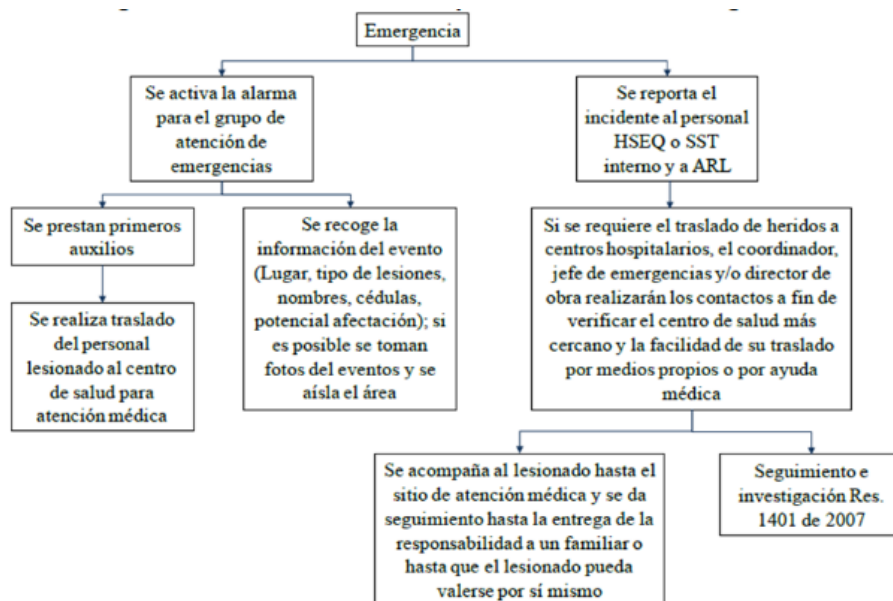 Emergencia
Se activa la alarma
para el grupo de
atención de
emergencias
Se reporta el
incidente al personal
HSEQ o SST
interno y a ARL
Se prestan primeros
auxilios
Se recoge la
información del evento
(Lugar, tipo de lesiones,
nombres, cédulas,
potencial afectación); si
es posible se toman
fotos del eventos y se
aísla el área
Si se requiere el traslado de heridos a
centros hospitalarios, el coordinador,
jefe de emergencias y/o director de
obra realizarán los contactos a fin de
verificar el centro de salud más
cercano y la facilidad de su traslado
por medios propios o por ayuda
médica
Se realiza traslado
del personal
lesionado al centro
de salud para
atención médica
Se acompaña al lesionado hasta el
sitio de atención médica y se da
seguimiento hasta la entrega de la
responsabilidad a un familiar o
hasta que el lesionado pueda
valerse por sí mismo
Seguimiento e
investigación Res.
1401 de 2007